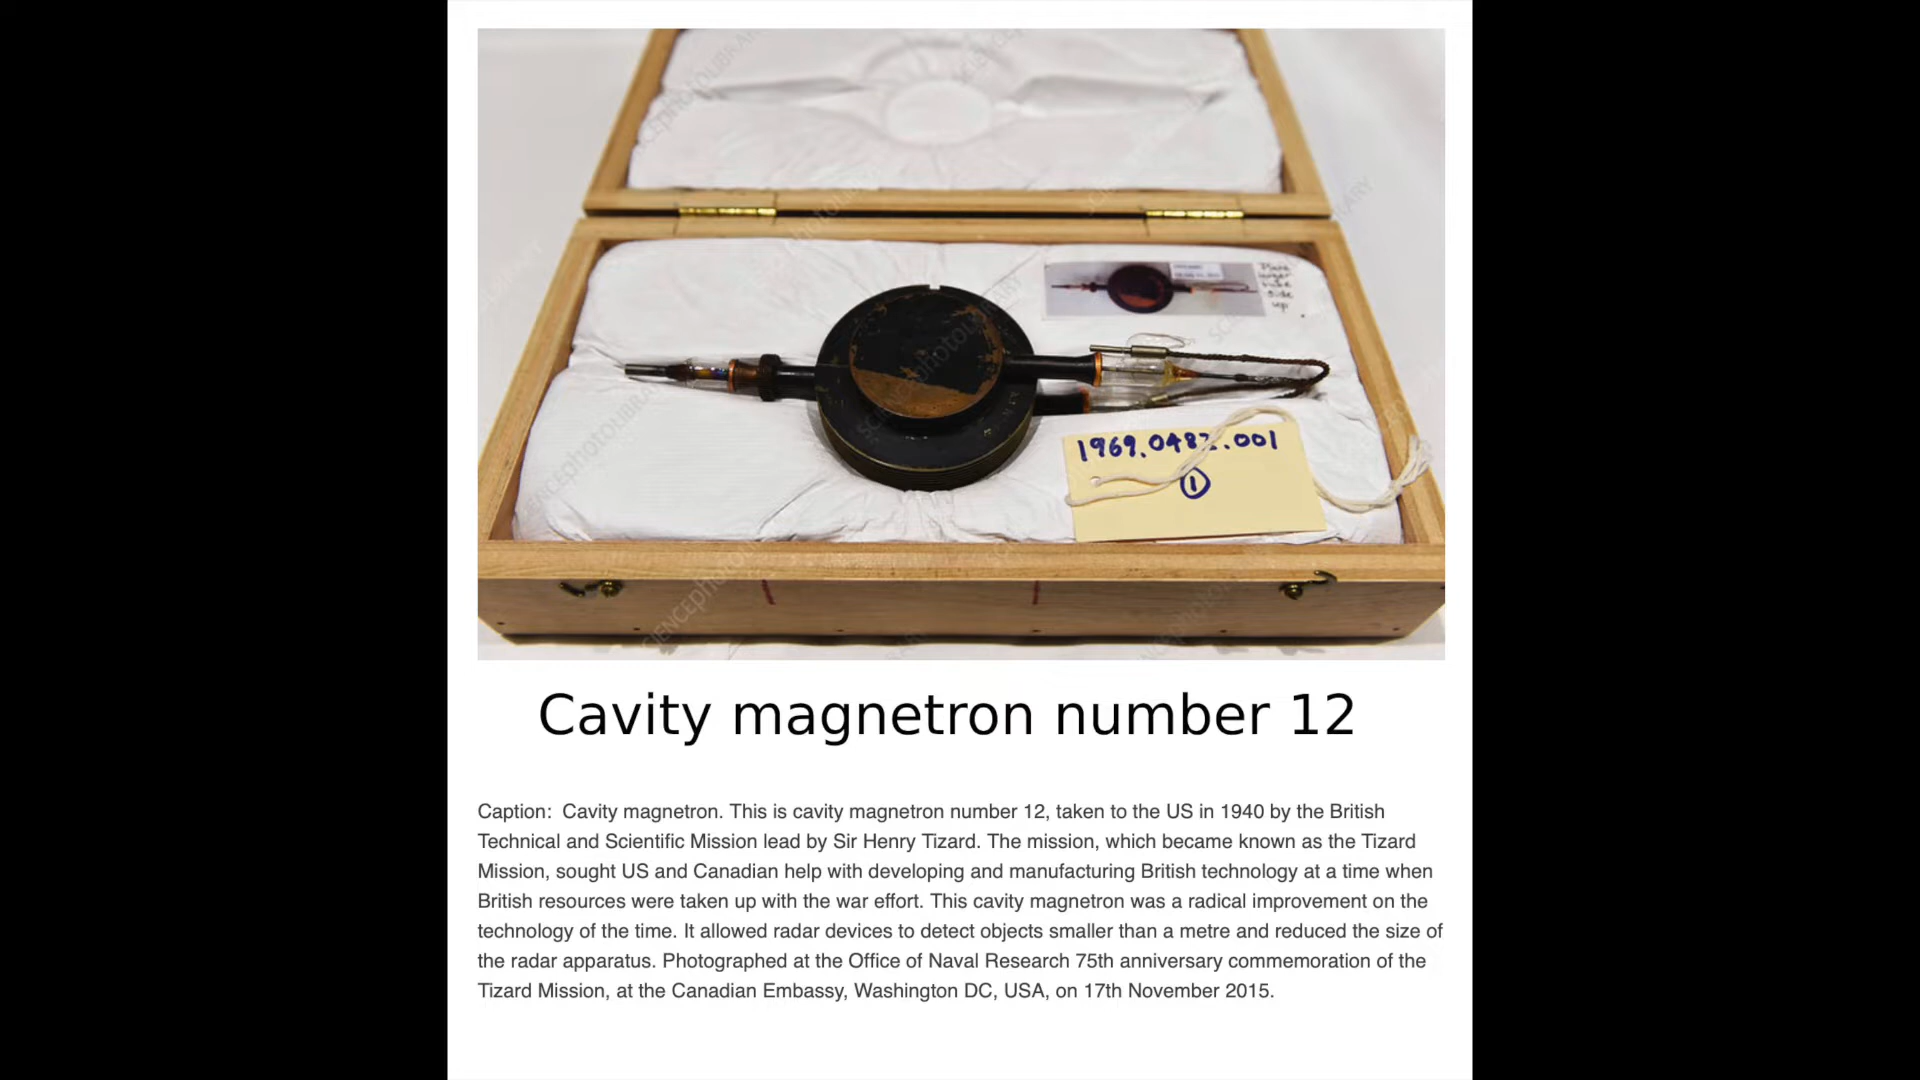 Place
larger
tube
side
up
1969.0482.001
1
Cavity magnetron number 12
Caption: Cavity magnetron. This is cavity magnetron number 12, taken to the US in 1940 by the British
Technical and Scientific Mission lead by Sir Henry Tizard. The mission, which became known as the Tizard
Mission, sought US and Canadian help with developing and manufacturing British technology at a time when
British resources were taken up with the war effort. This cavity magnetron was a radical improvement on the
technology of the time. It allowed radar devices to detect objects smaller than a metre and reduced the size of
the radar apparatus. Photographed at the Office of Naval Research 75th anniversary commemoration of the
Tizard Mission, at the Canadian Embassy, Washington DC, USA, on 17th November 2015.